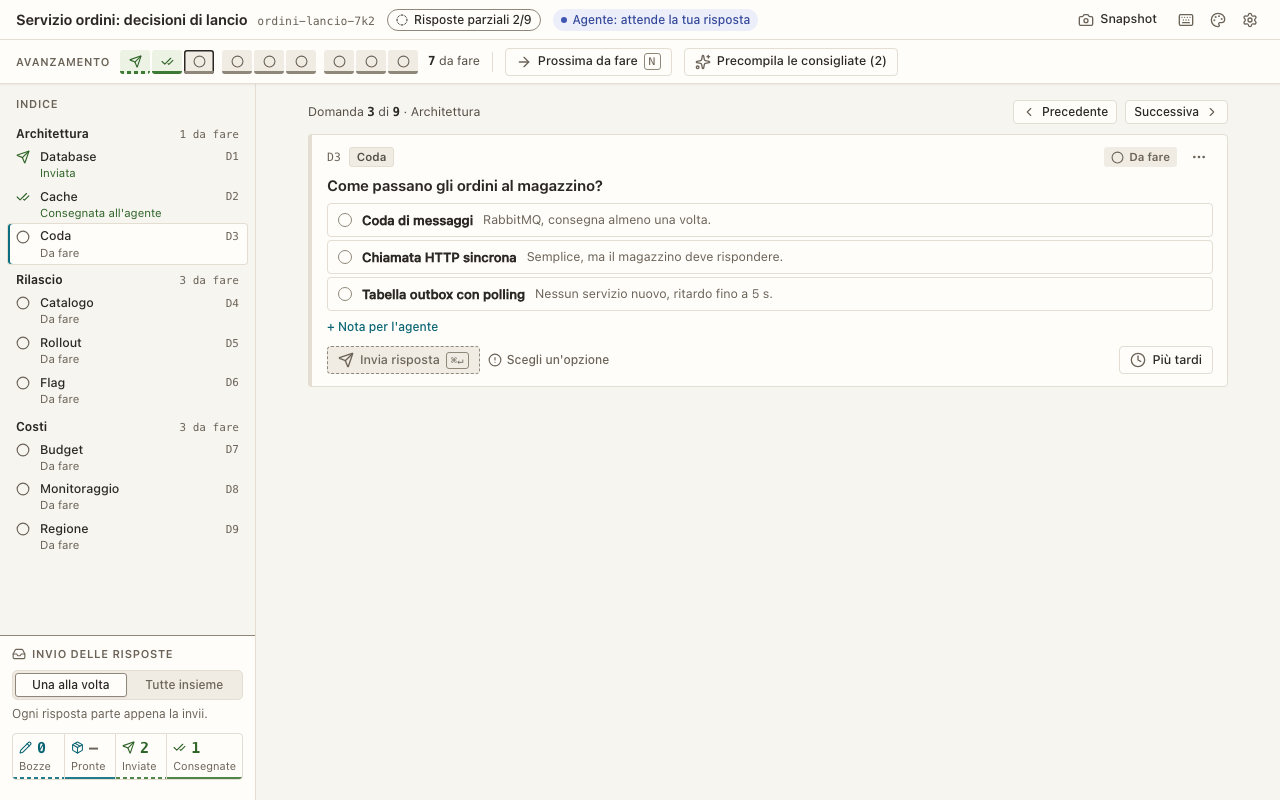 Servizio ordini: decisioni di lancio ordini-lancio-7k2 Risposte parziali 2/9 Agente: attende la tua risposta Snapshot
AVANZAMENTO 7 da fare Prossima da fare N Precompila le consigliate (2)
INDICE
Architettura 1 da fare
Database D1
Inviata
Cache D2
Consegnata all'agente
Coda D3
Da fare
Rilascio 3 da fare
Catalogo D4
Da fare
Rollout D5
Da fare
Flag D6
Da fare
Costi 3 da fare
Budget D7
Da fare
Monitoraggio D8
Da fare
Regione D9
Da fare
INVIO DELLE RISPOSTE
Una alla volta Tutte insieme
Ogni risposta parte appena la invii.
0 — 2 1
Bozze Pronte Inviate Consegnate
Domanda 3 di 9 · Architettura Precedente Successiva
D3 Coda Da fare
Come passano gli ordini al magazzino?
Coda di messaggi RabbitMQ, consegna almeno una volta.
Chiamata HTTP sincrona Semplice, ma il magazzino deve rispondere.
Tabella outbox con polling Nessun servizio nuovo, ritardo fino a 5 s.
+ Nota per l'agente
Invia risposta ⌘↵ Scegli un'opzione Più tardi